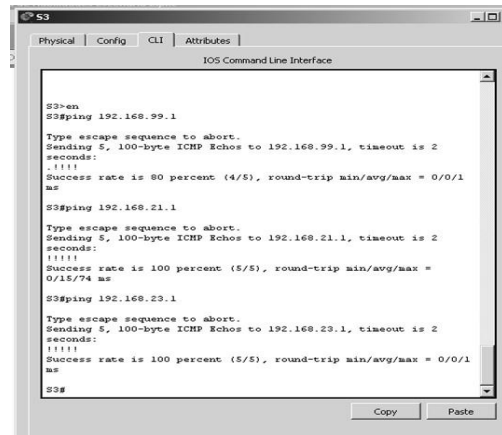 S3
Physical Config CLI Attributes
IOS Command Line Interface
S3>en
S3#ping 192.168.99.1
Type escape sequence to abort.
Sending 5, 100-byte ICMP Echos to 192.168.99.1, timeout is 2
seconds:
.!!!!
Success rate is 80 percent (4/5), round-trip min/avg/max = 0/0/1
ms
S3#ping 192.168.21.1
Type escape sequence to abort.
Sending 5, 100-byte ICMP Echos to 192.168.21.1, timeout is 2
seconds:
!!!!!
Success rate is 100 percent (5/5), round-trip min/avg/max =
0/15/74 ms
S3#ping 192.168.23.1
Type escape sequence to abort.
Sending 5, 100-byte ICMP Echos to 192.168.23.1, timeout is 2
seconds:
!!!!!
Success rate is 100 percent (5/5), round-trip min/avg/max = 0/0/1
ms
S3#
Copy Paste